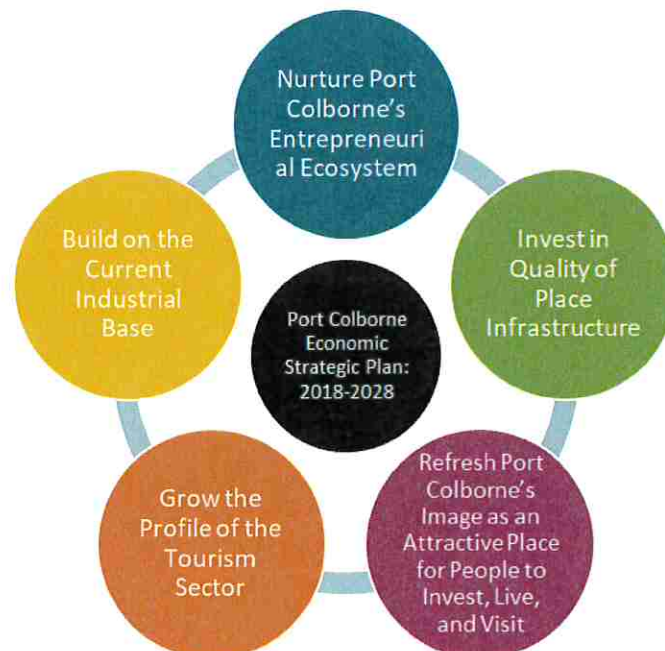 Nurture Port
Colborne's
Entrepreneuri
al Ecosystem
Invest in
Quality of
Place
Infrastructure
Refresh Port
Colborne's
Image as an
Attractive Place
for People to
Invest, Live,
and Visit
Grow the
Profile of the
Tourism
Sector
Build on the
Current
Industrial
Base
Port Colborne
Economic
Strategic Plan:
2018-2028